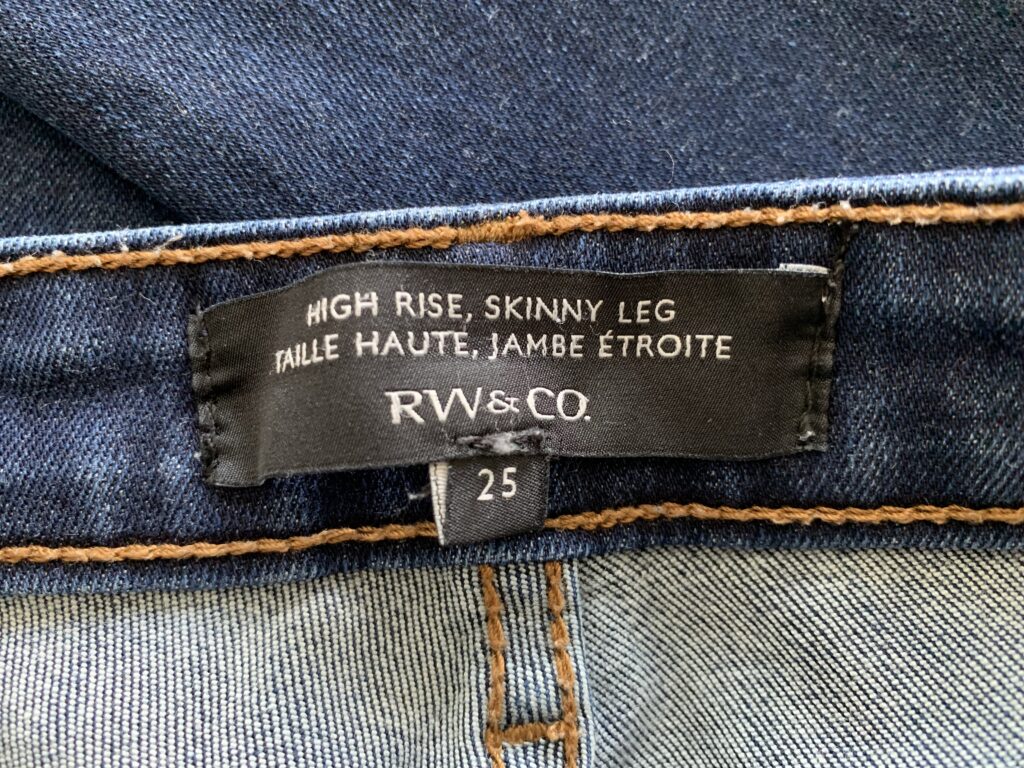 HIGH RISE, SKINNY LEG
TAILLE HAUTE, JAMBE ÉTROITE
RW&CO.
25